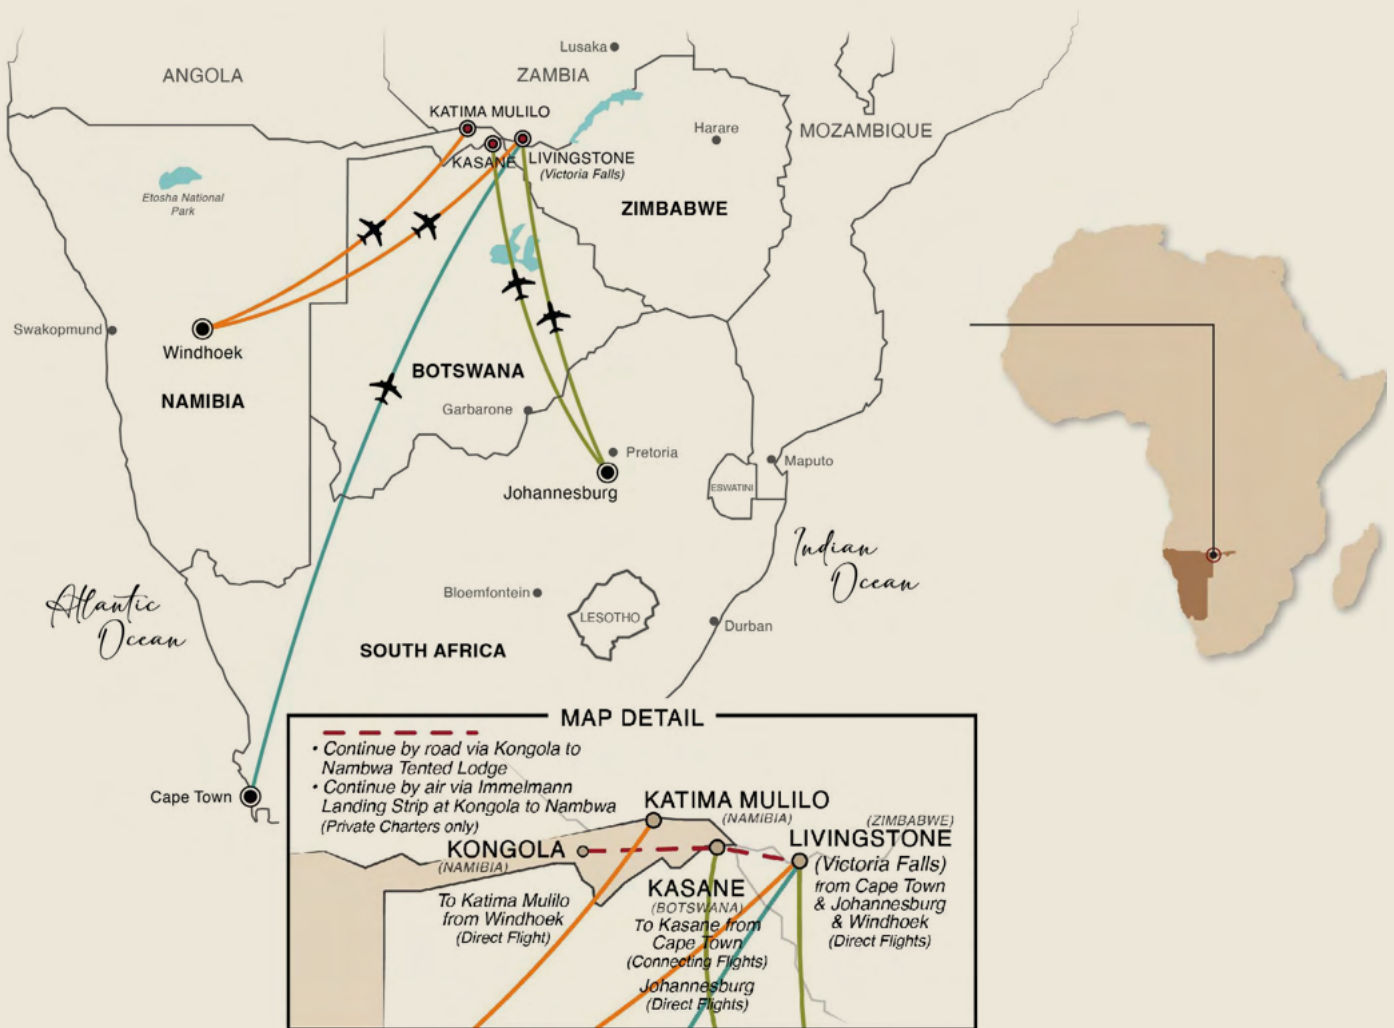 Lusaka
ANGOLA
ZAMBIA
KATIMA MULILO
Harare
MOZAMBIQUE
KASANE
LIVINGSTONE
(Victoria Falls)
Etosha National
Park
ZIMBABWE
Swakopmund
Windhoek
BOTSWANA
NAMIBIA
Garbarone
Pretoria
Maputo
Johannesburg
ESWATINI
Indian
Ocean
Atlantic
Ocean
Bloemfontein
LESOTHO
Durban
SOUTH AFRICA
Cape Town
MAP DETAIL
• Continue by road via Kongola to
Nambwa Tented Lodge
• Continue by air via Immelmann
Landing Strip at Kongola to Nambwa
(Private Charters only)
KATIMA MULILO
(NAMIBIA)
(ZIMBABWE)
LIVINGSTONE
(Victoria Falls)
from Cape Town
& Johannesburg
& Windhoek
(Direct Flights)
KONGOLA
(NAMIBIA)
To Katima Mulilo
from Windhoek
(Direct Flight)
KASANE
(BOTSWANA)
To Kasane from
Cape Town
(Connecting Flights)
Johannesburg
(Direct Flights)